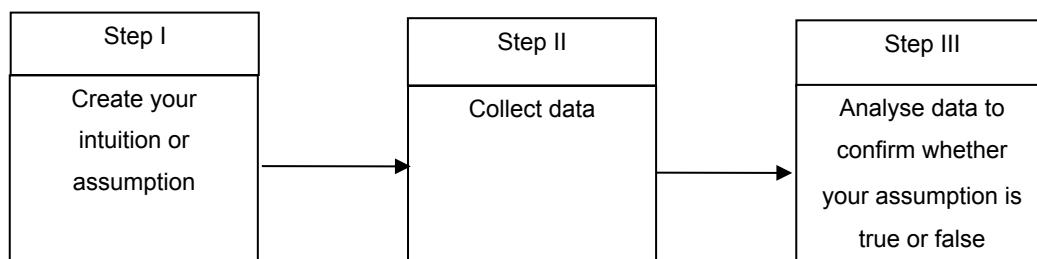 Step I
Create your
intuition or
assumption
Step II
Collect data
Step III
Analyse data to
confirm whether
your assumption is
true or false